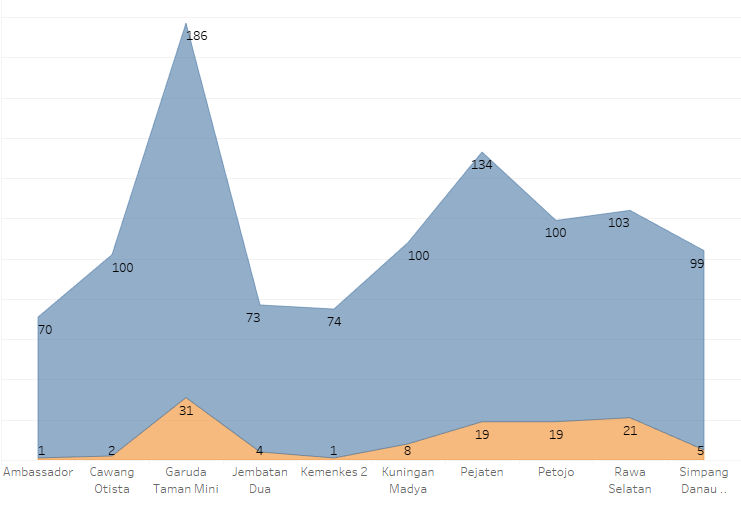 186
134
103
100
100
100
99
73
74
70
31
19
19
21
1
2
4
1
8
5
Ambassador
Cawang
Otista
Garuda
Taman Mini
Jembatan
Dua
Kemenkes 2
Kuningan
Madya
Pejaten
Petojo
Rawa
Selatan
Simpang
Danau ..